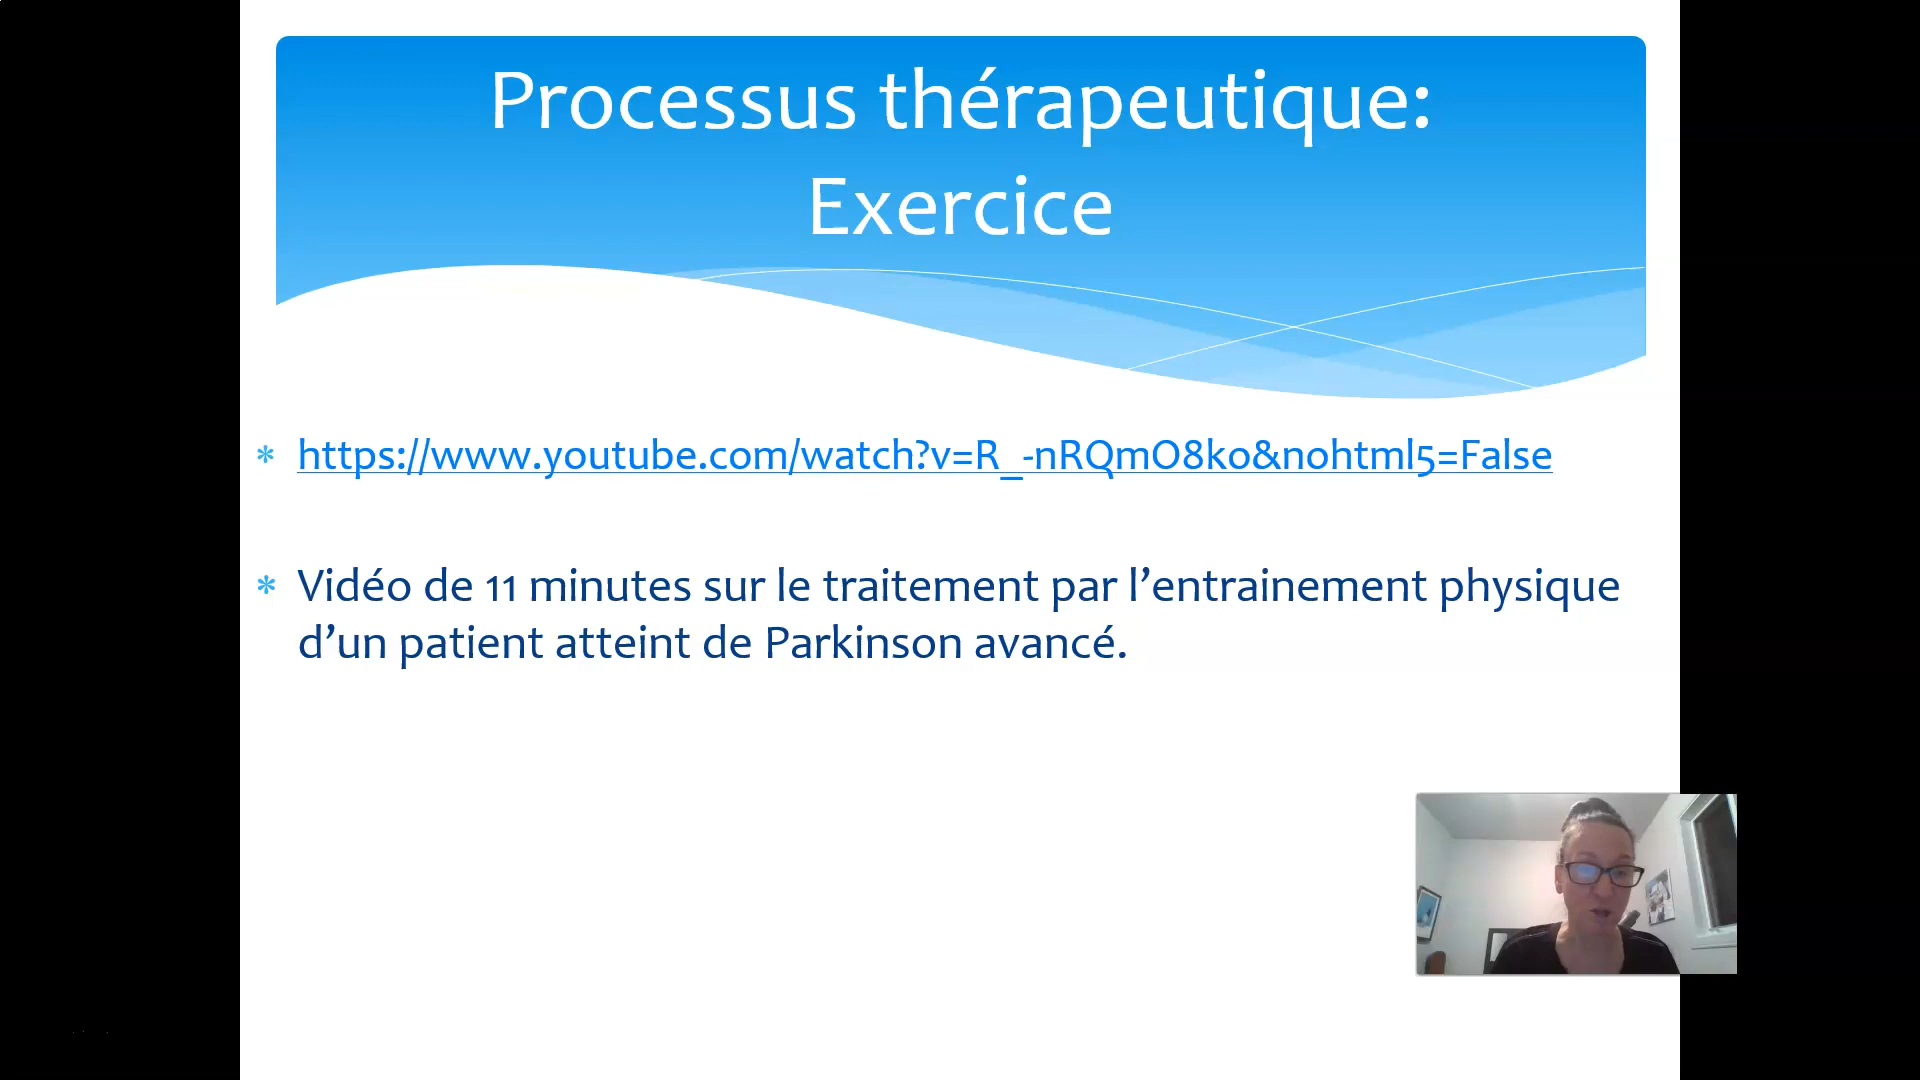 Processus thérapeutique:
Exercice
* https://www.youtube.com/watch?v=R_-nRQmO8ko&nohtml5=False
* Vidéo de 11 minutes sur le traitement par l’entrainement physique
d’un patient atteint de Parkinson avancé.